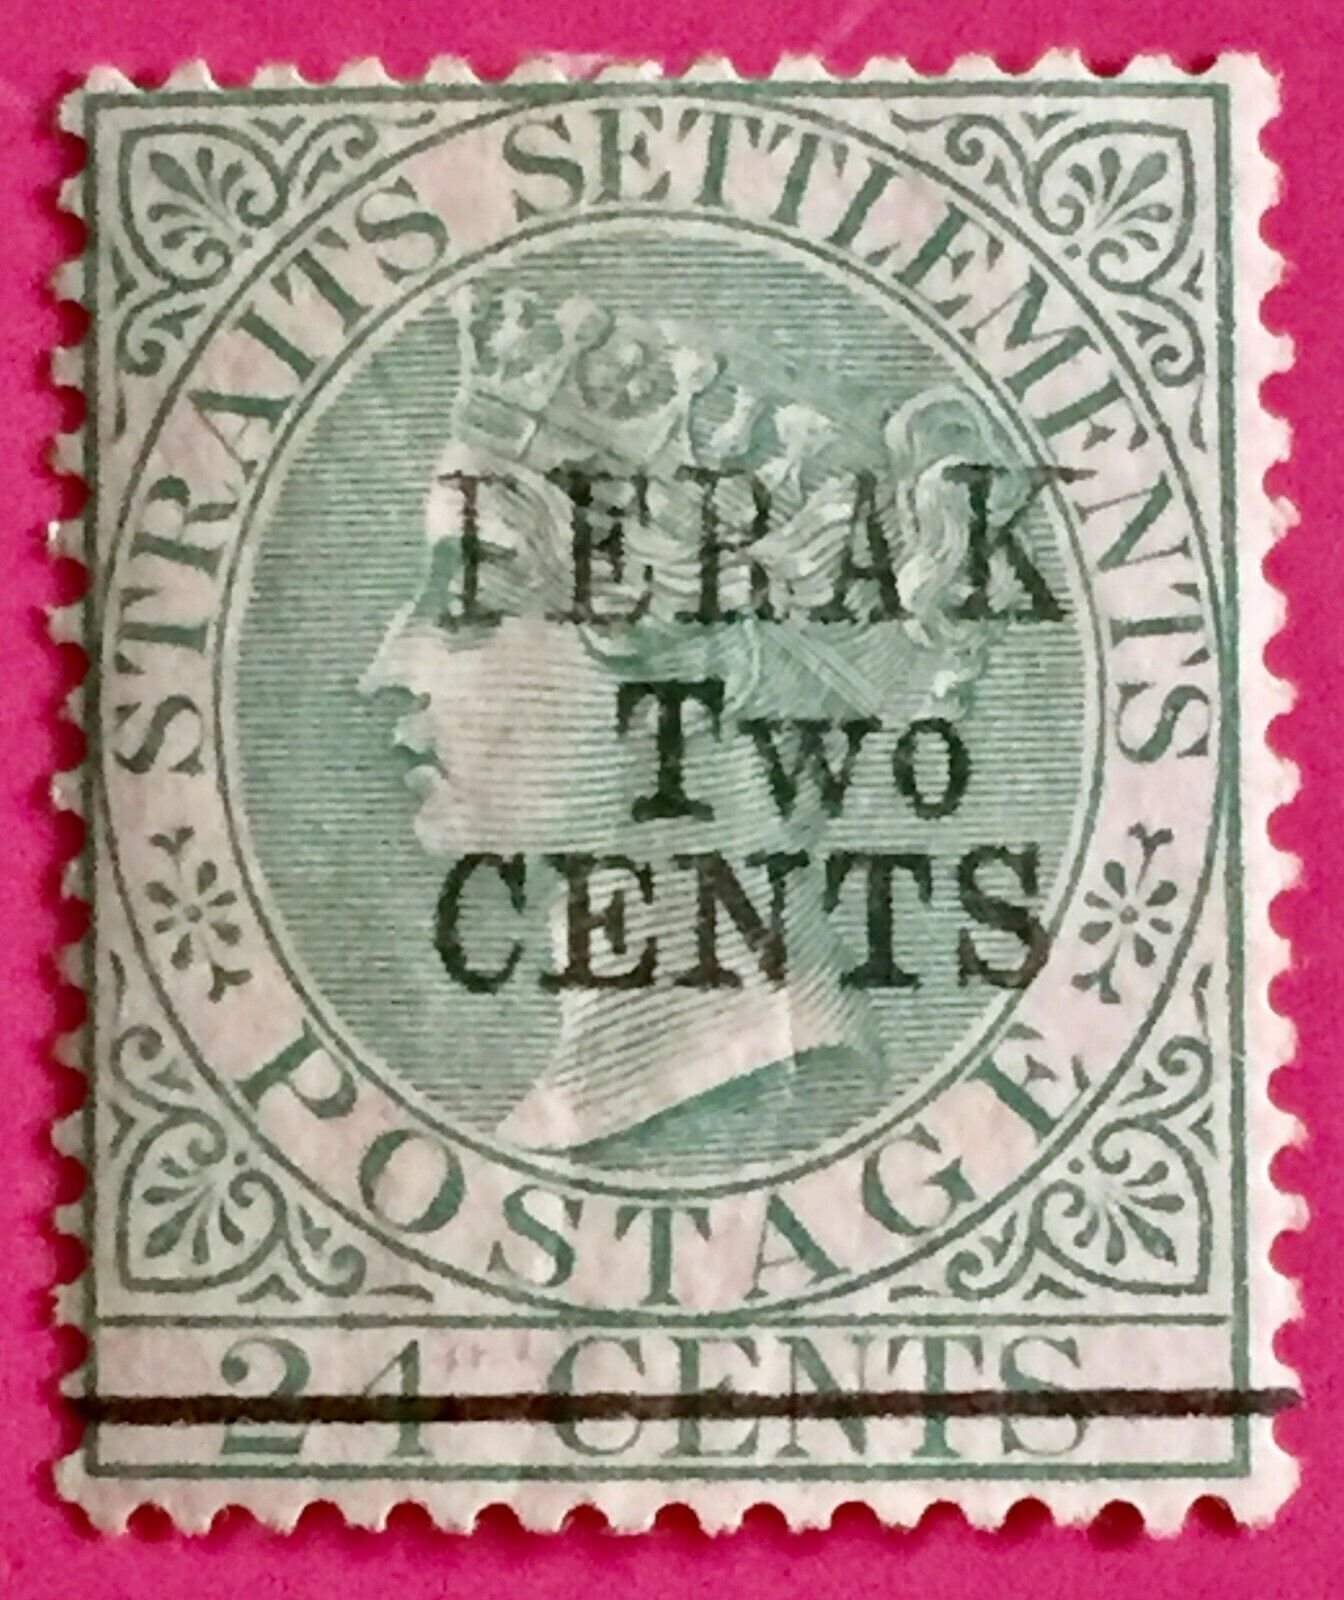 STRAITS SETTLEMENTS
PERAK
Two
CENTS
POSTAGE
24 CENTS